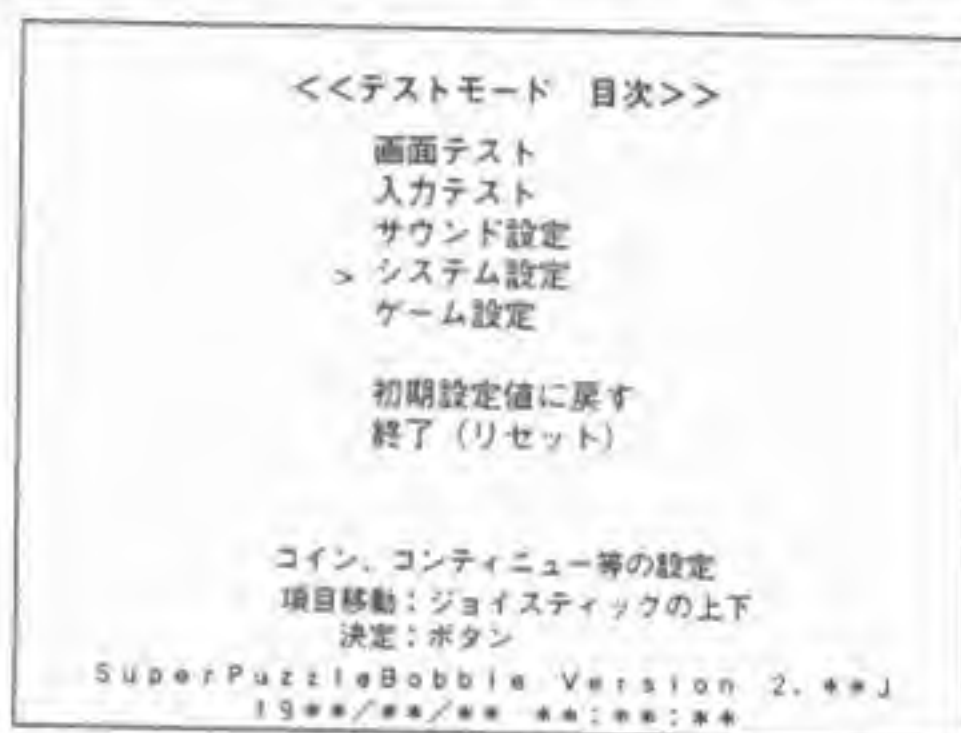 <<テストモード　目次>>
画面テスト
入力テスト
サウンド設定
> システム設定
ゲーム設定
初期設定値に戻す
終了（リセット）
コイン、コンティニュー等の設定
項目移動：ジョイスティックの上下
決定：ボタン
SuperPuzzleBobble Version 2.**J
19**/**/** **:**:**